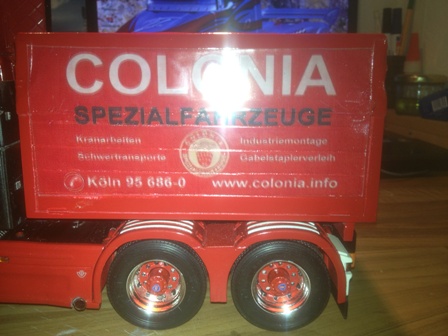 COLONIA
SPEZIALFAHRZEUGE
Kranarbeiten Industriemontage
Schwertransporte Gabelstaplerverleih
Köln 95 686-0 www.colonia.info